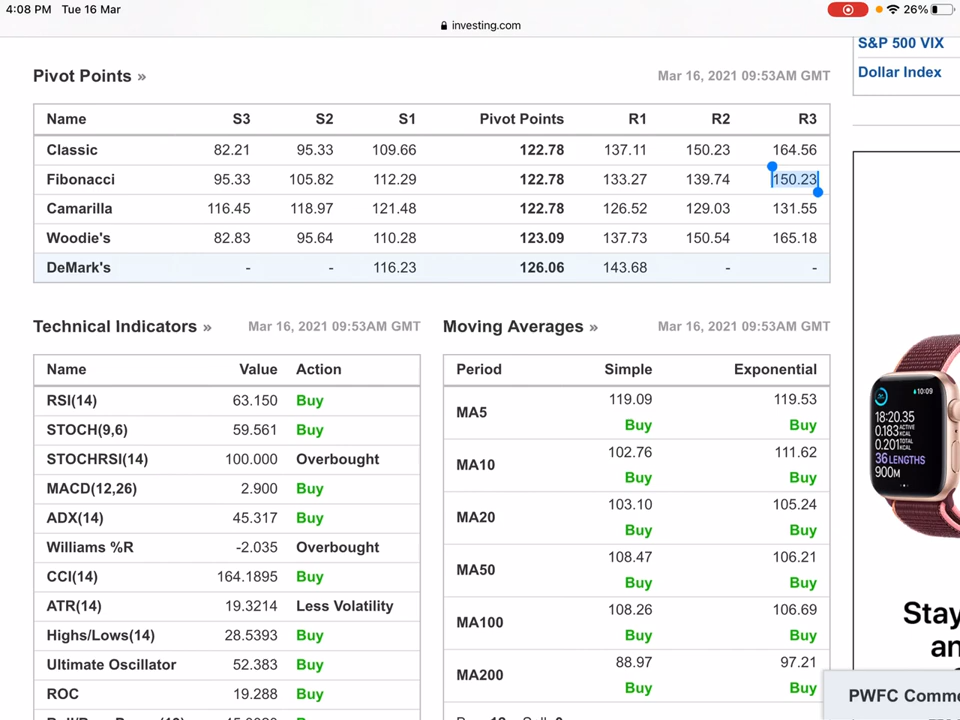 4:08 PM Tue 16 Mar 26%
investing.com
S&P 500 VIX
Dollar Index
Pivot Points » Mar 16, 2021 09:53AM GMT
Name S3 S2 S1 Pivot Points R1 R2 R3
Classic 82.21 95.33 109.66 122.78 137.11 150.23 164.56
Fibonacci 95.33 105.82 112.29 122.78 133.27 139.74 150.23
Camarilla 116.45 118.97 121.48 122.78 126.52 129.03 131.55
Woodie's 82.83 95.64 110.28 123.09 137.73 150.54 165.18
DeMark's - - 116.23 126.06 143.68 - -
Technical Indicators » Mar 16, 2021 09:53AM GMT
Name Value Action
RSI(14) 63.150 Buy
STOCH(9,6) 59.561 Buy
STOCHRSI(14) 100.000 Overbought
MACD(12,26) 2.900 Buy
ADX(14) 45.317 Buy
Williams %R -2.035 Overbought
CCI(14) 164.1895 Buy
ATR(14) 19.3214 Less Volatility
Highs/Lows(14) 28.5393 Buy
Ultimate Oscillator 52.383 Buy
ROC 19.288 Buy
Moving Averages » Mar 16, 2021 09:53AM GMT
Period Simple Exponential
MA5 119.09 119.53
Buy Buy
MA10 102.76 111.62
Buy Buy
MA20 103.10 105.24
Buy Buy
MA50 108.47 106.21
Buy Buy
MA100 108.26 106.69
Buy Buy
MA200 88.97 97.21
Buy Buy
10:09
18:20.35
0.183 ACTIVE KCAL
0.201 TOTAL KCAL
36 LENGTHS
900M
Stay
an
PWFC Comme